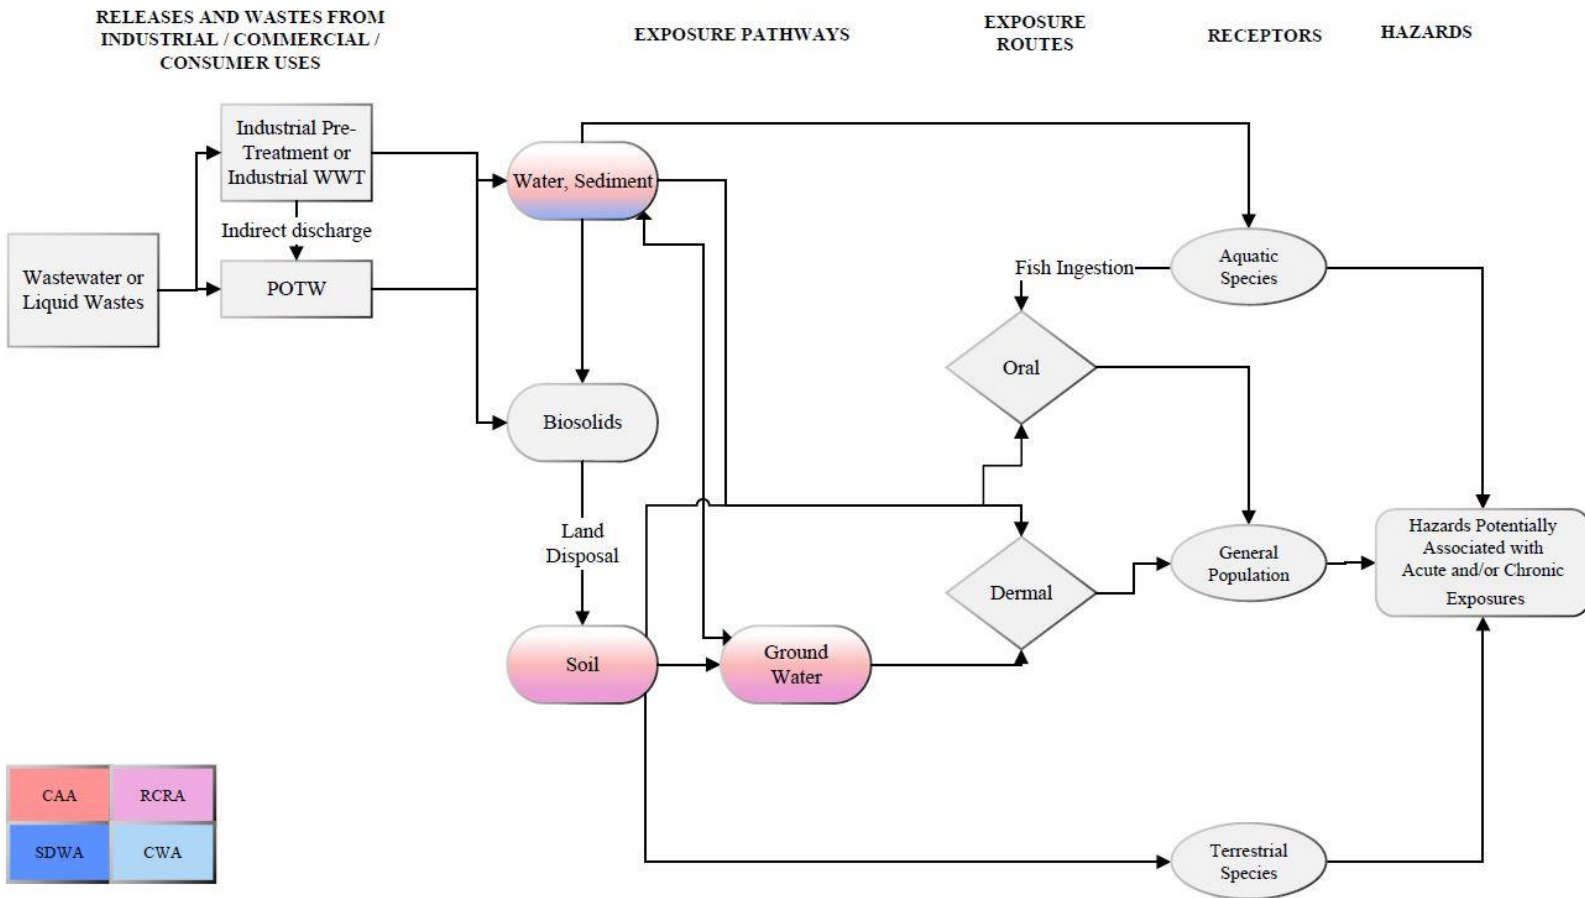 RELEASES AND WASTES FROM
INDUSTRIAL / COMMERCIAL /
CONSUMER USES
EXPOSURE PATHWAYS
EXPOSURE
ROUTES
RECEPTORS
HAZARDS
Industrial Pre-
Treatment or
Industrial WWT
Indirect discharge
Wastewater or
Liquid Wastes
POTW
Water, Sediment
Biosolids
Land
Disposal
Soil
Ground
Water
Fish Ingestion
Oral
Dermal
Aquatic
Species
General
Population
Terrestrial
Species
Hazards Potentially
Associated with
Acute and/or Chronic
Exposures
CAA
RCRA
SDWA
CWA